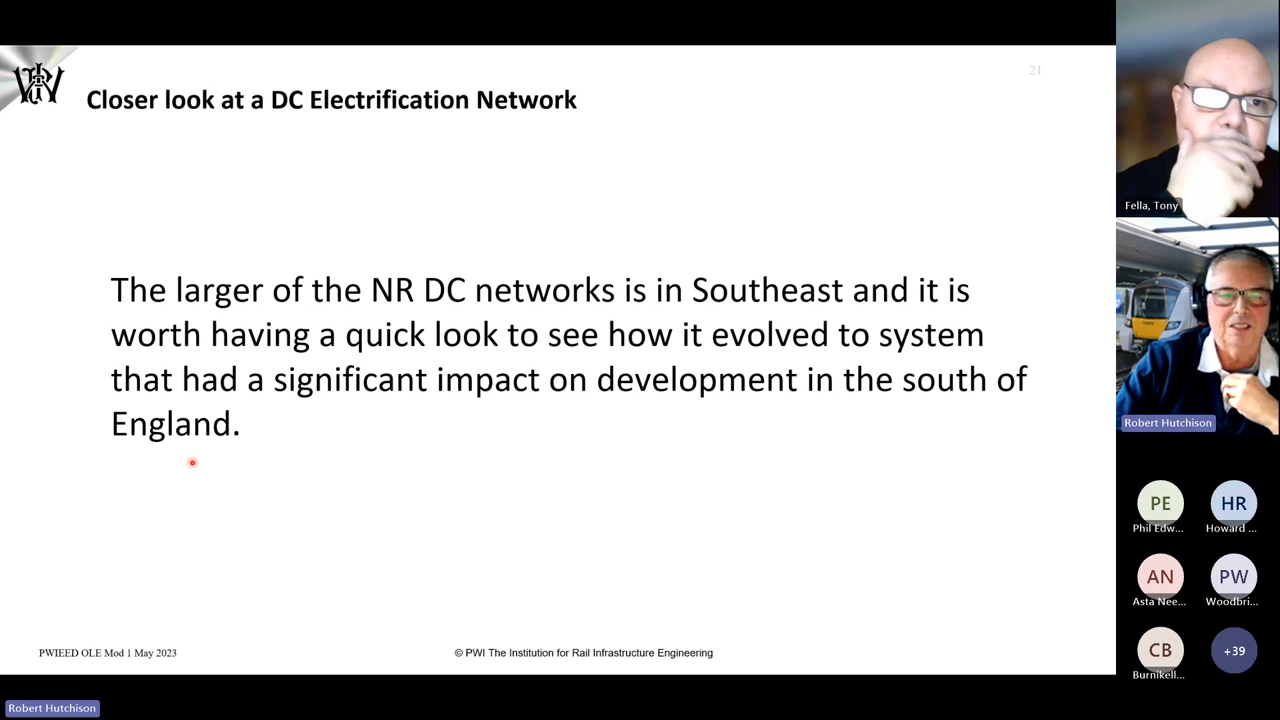 21
Closer look at a DC Electrification Network
The larger of the NR DC networks is in Southeast and it is
worth having a quick look to see how it evolved to system
that had a significant impact on development in the south of
England.
PWIEED OLE Mod 1 May 2023
© PWI The Institution for Rail Infrastructure Engineering
Fella, Tony
Robert Hutchison
PE
Phil Edw...
HR
Howard ...
AN
Asta Nee...
PW
Woodbri...
CB
Burnikell...
+39
Robert Hutchison